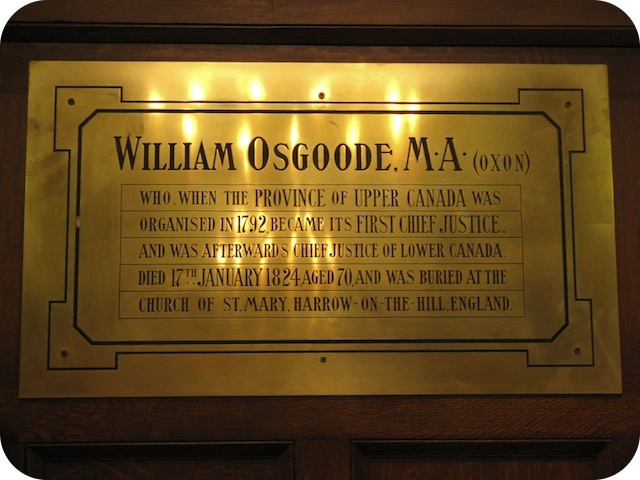 WILLIAM OSGOODE, M·A· (OXON)
WHO, WHEN THE PROVINCE OF UPPER CANADA WAS
ORGANISED IN 1792, BECAME ITS FIRST CHIEF JUSTICE,
AND WAS AFTERWARDS CHIEF JUSTICE OF LOWER CANADA.
DIED 17TH JANUARY 1824 AGED 70, AND WAS BURIED AT THE
CHURCH OF ST. MARY, HARROW-ON-THE-HILL, ENGLAND.